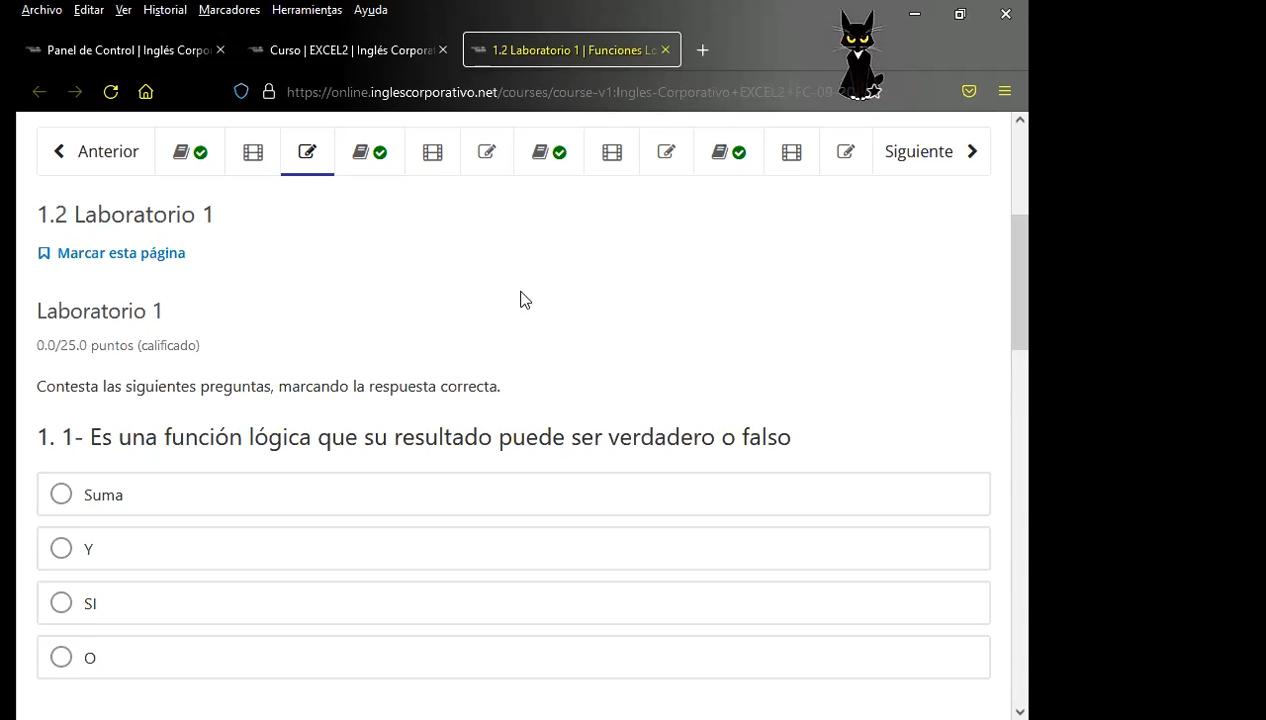 Archivo Editar Ver Historial Marcadores Herramientas Ayuda
Panel de Control | Inglés Corpo
Curso | EXCEL2 | Inglés Corpora
1.2 Laboratorio 1 | Funciones Lo
https://online.inglescorporativo.net/courses/course-v1:Ingles-Corporativo+EXCEL2+FC-09-20
Anterior
Siguiente
1.2 Laboratorio 1
Marcar esta página
Laboratorio 1
0.0/25.0 puntos (calificado)
Contesta las siguientes preguntas, marcando la respuesta correcta.
1. 1- Es una función lógica que su resultado puede ser verdadero o falso
Suma
Y
SI
O